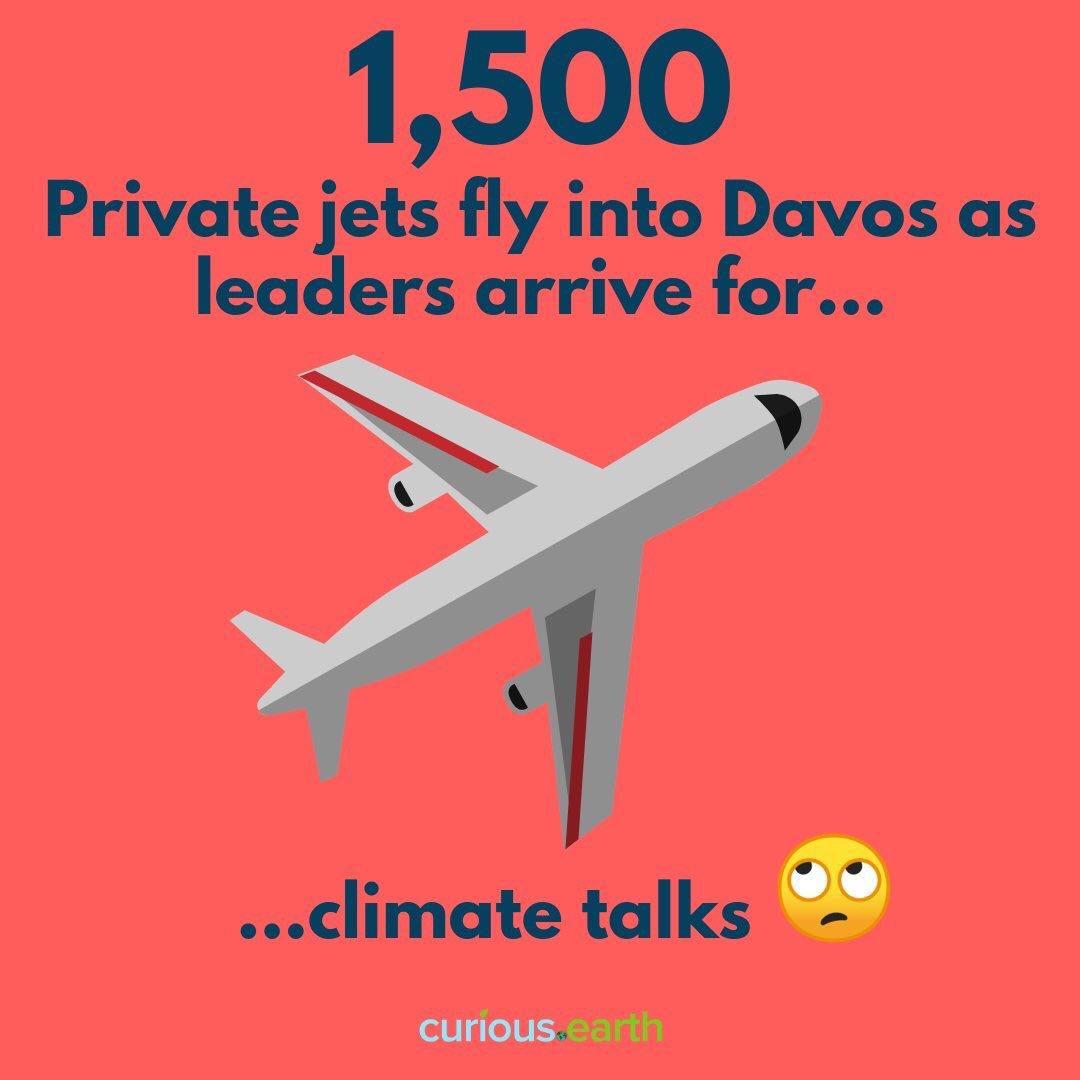 1,500
Private jets fly into Davos as
leaders arrive for...
...climate talks
curious.earth